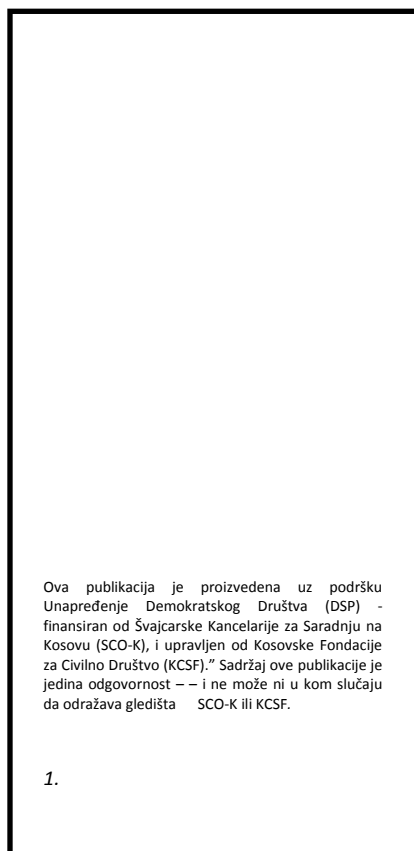 Ova publikacija je proizvedena uz podršku
Unapređenje Demokratskog Društva (DSP) -
finansiran od Švajcarske Kancelarije za Saradnju na
Kosovu (SCO-K), i upravljen od Kosovske Fondacije
za Civilno Društvo (KCSF).” Sadržaj ove publikacije je
jedina odgovornost – – i ne može ni u kom slučaju
da odražava gledišta SCO-K ili KCSF.
1.